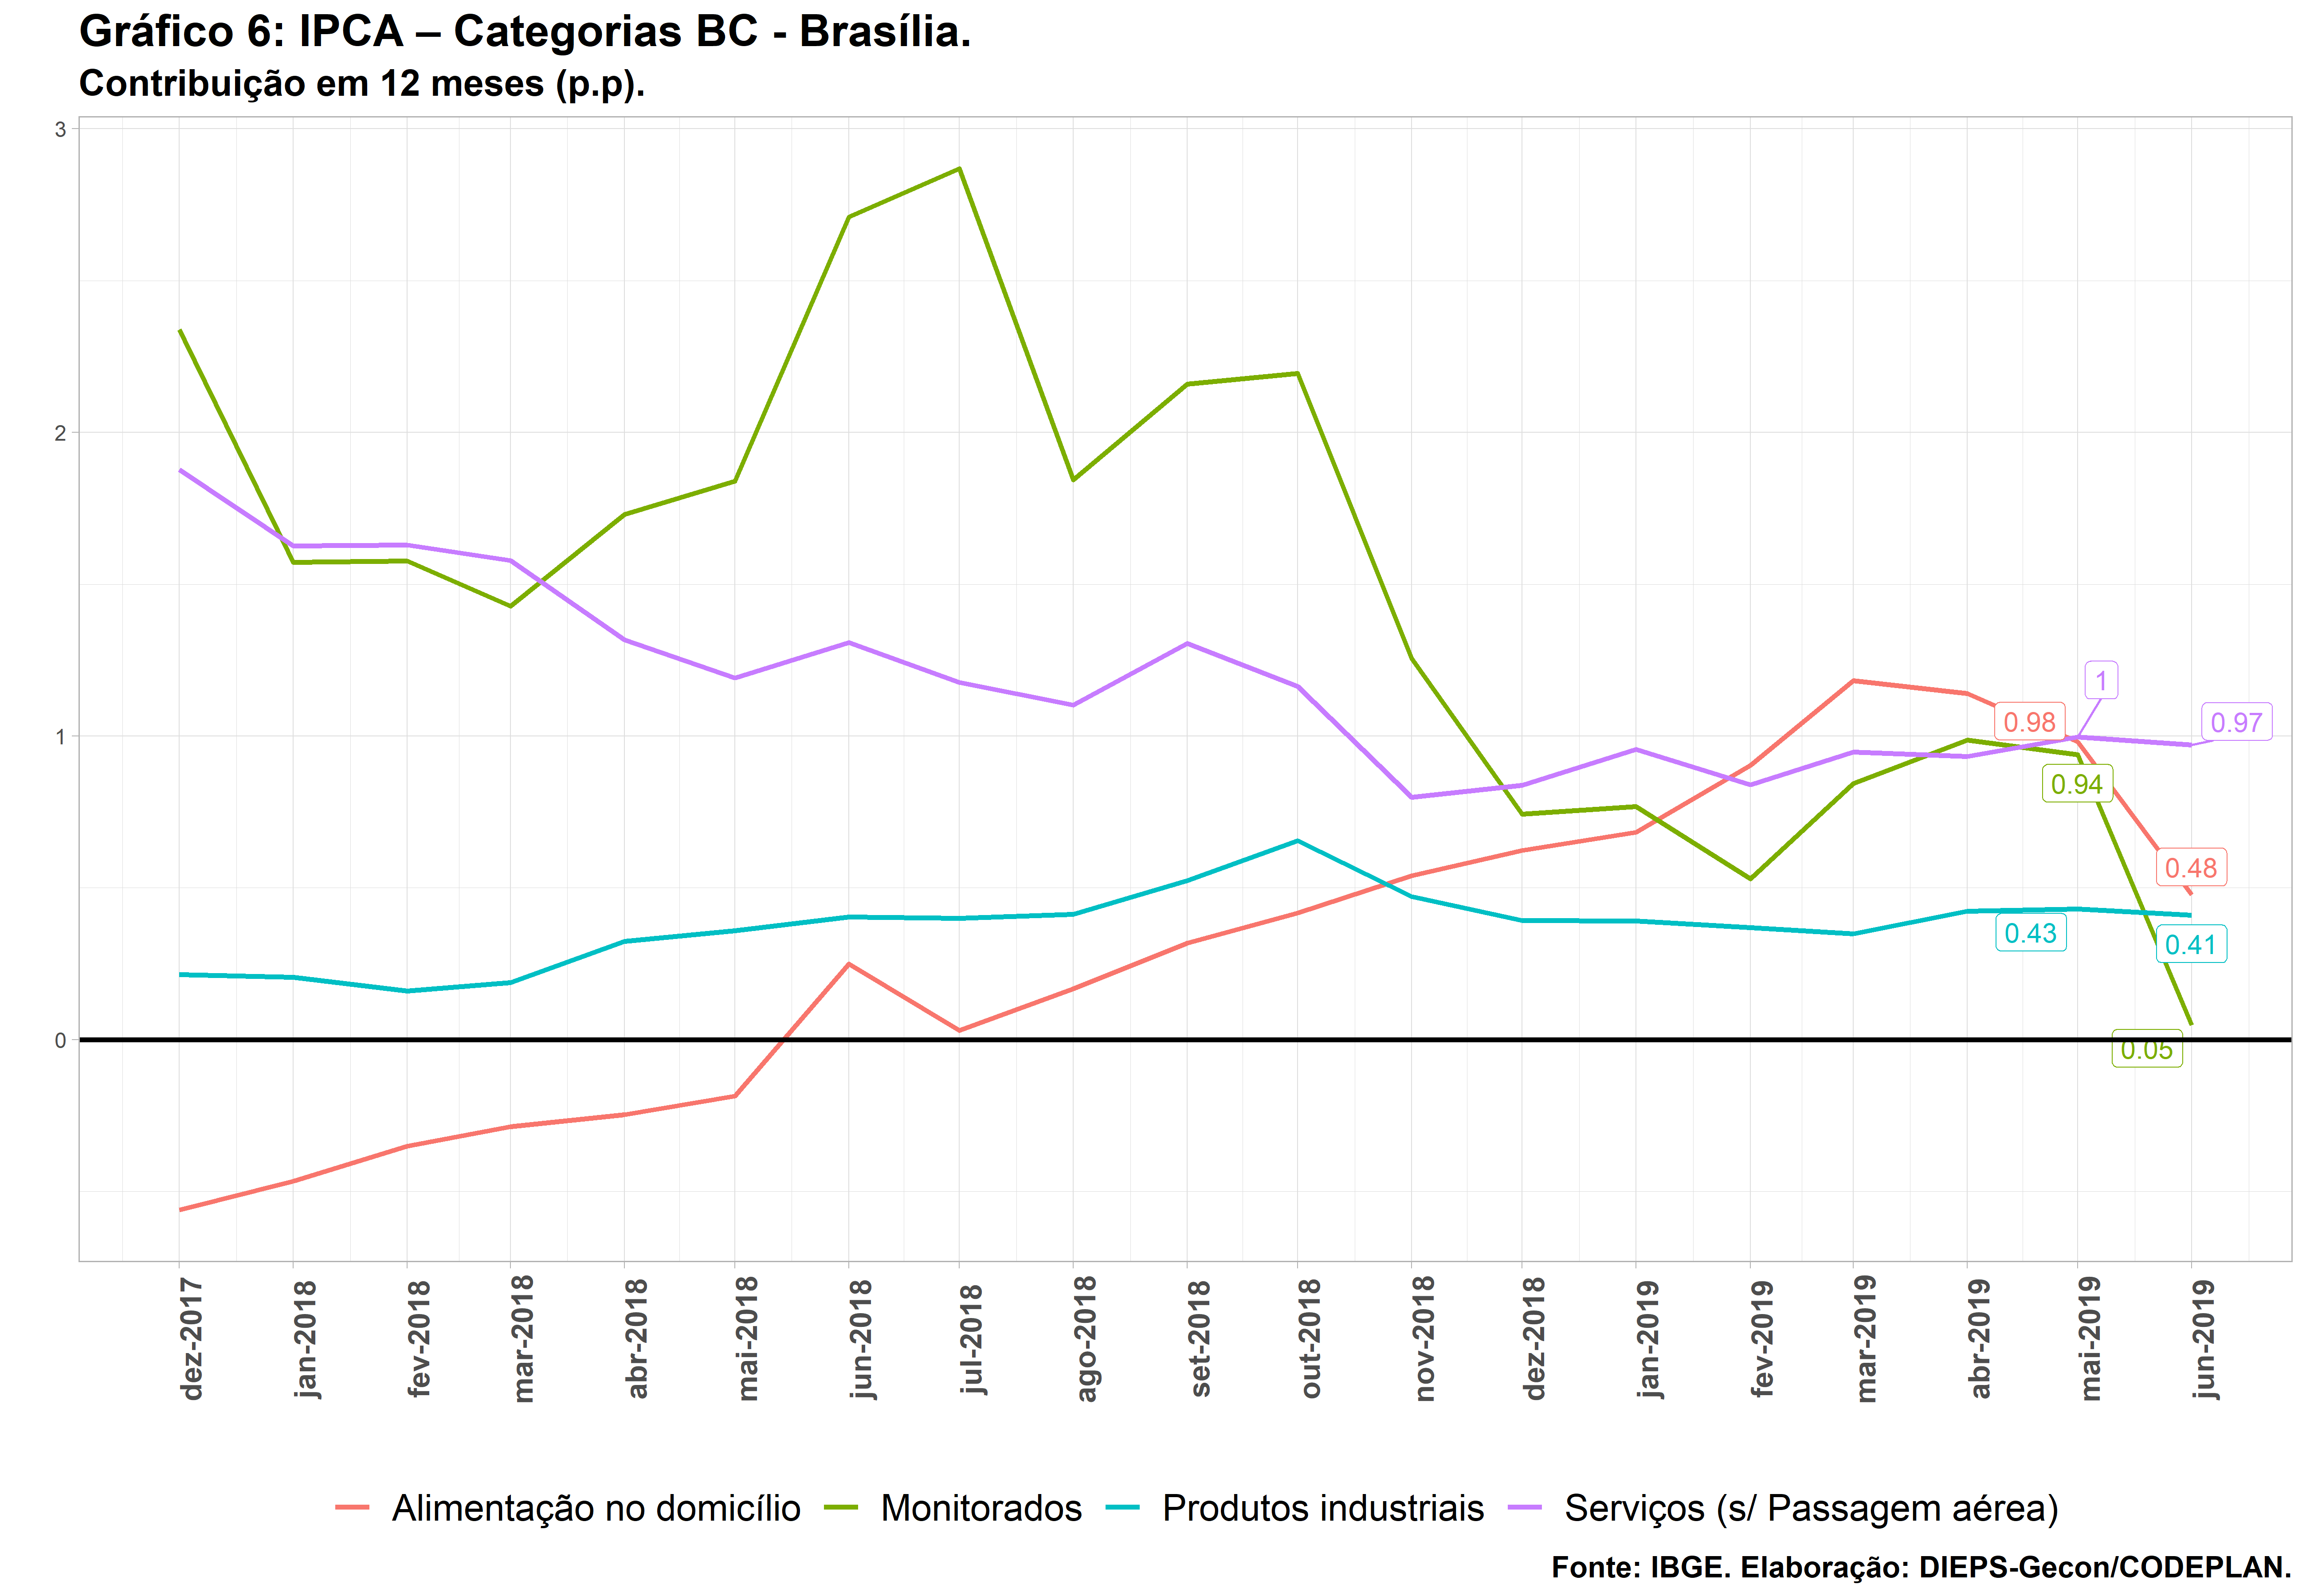 Gráfico 6: IPCA – Categorias BC - Brasília.
Contribuição em 12 meses (p.p).
3
2
1
0
1
0.98
0.97
0.94
0.48
0.43
0.41
0.05
dez-2017
jan-2018
fev-2018
mar-2018
abr-2018
mai-2018
jun-2018
jul-2018
ago-2018
set-2018
out-2018
nov-2018
dez-2018
jan-2019
fev-2019
mar-2019
abr-2019
mai-2019
jun-2019
Alimentação no domicílio Monitorados Produtos industriais Serviços (s/ Passagem aérea)
Fonte: IBGE. Elaboração: DIEPS-Gecon/CODEPLAN.